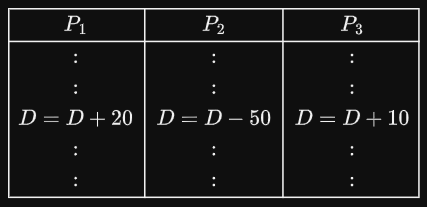 P₁ P₂ P₃
: : :
: : :
D = D + 20 D = D − 50 D = D + 10
: : :
: : :